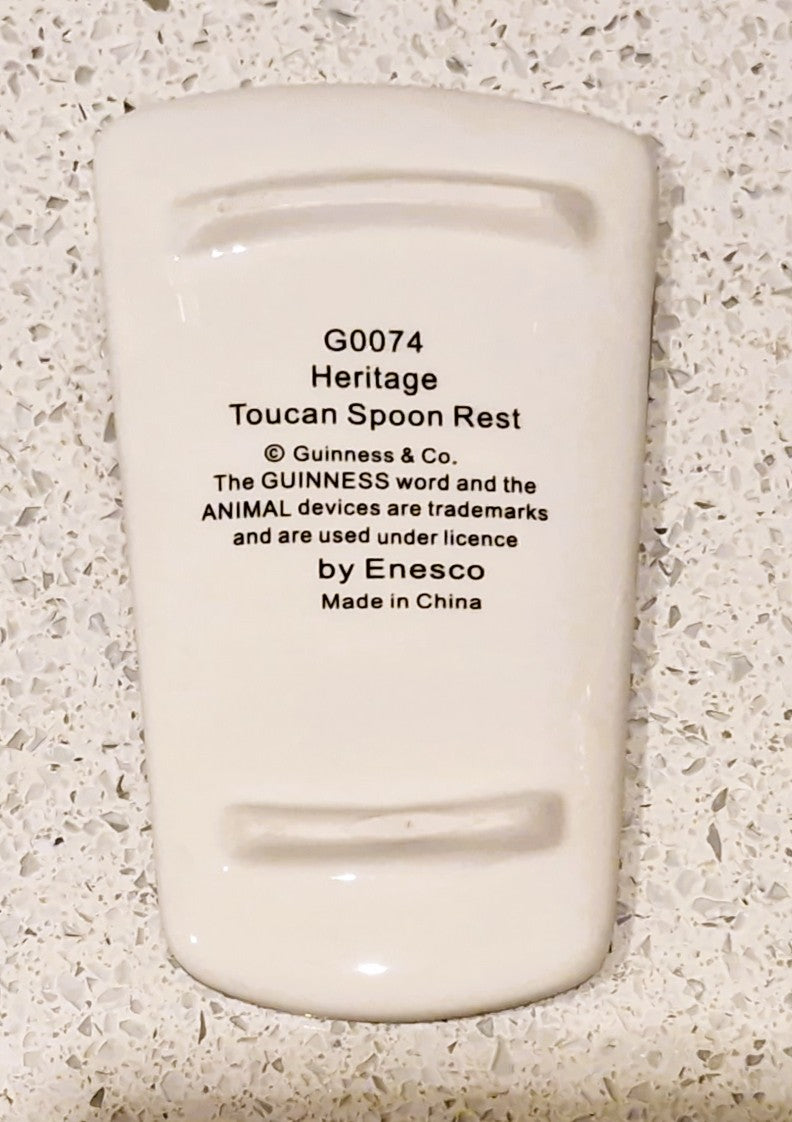 G0074
Heritage
Toucan Spoon Rest
© Guinness & Co.
The GUINNESS word and the
ANIMAL devices are trademarks
and are used under licence
by Enesco
Made in China